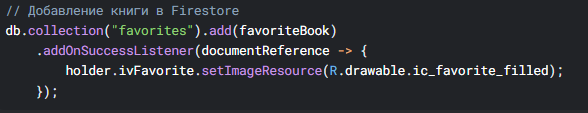 // Добавление книги в Firestore
db.collection("favorites").add(favoriteBook)
    .addOnSuccessListener(documentReference -> {
        holder.ivFavorite.setImageResource(R.drawable.ic_favorite_filled);
    });